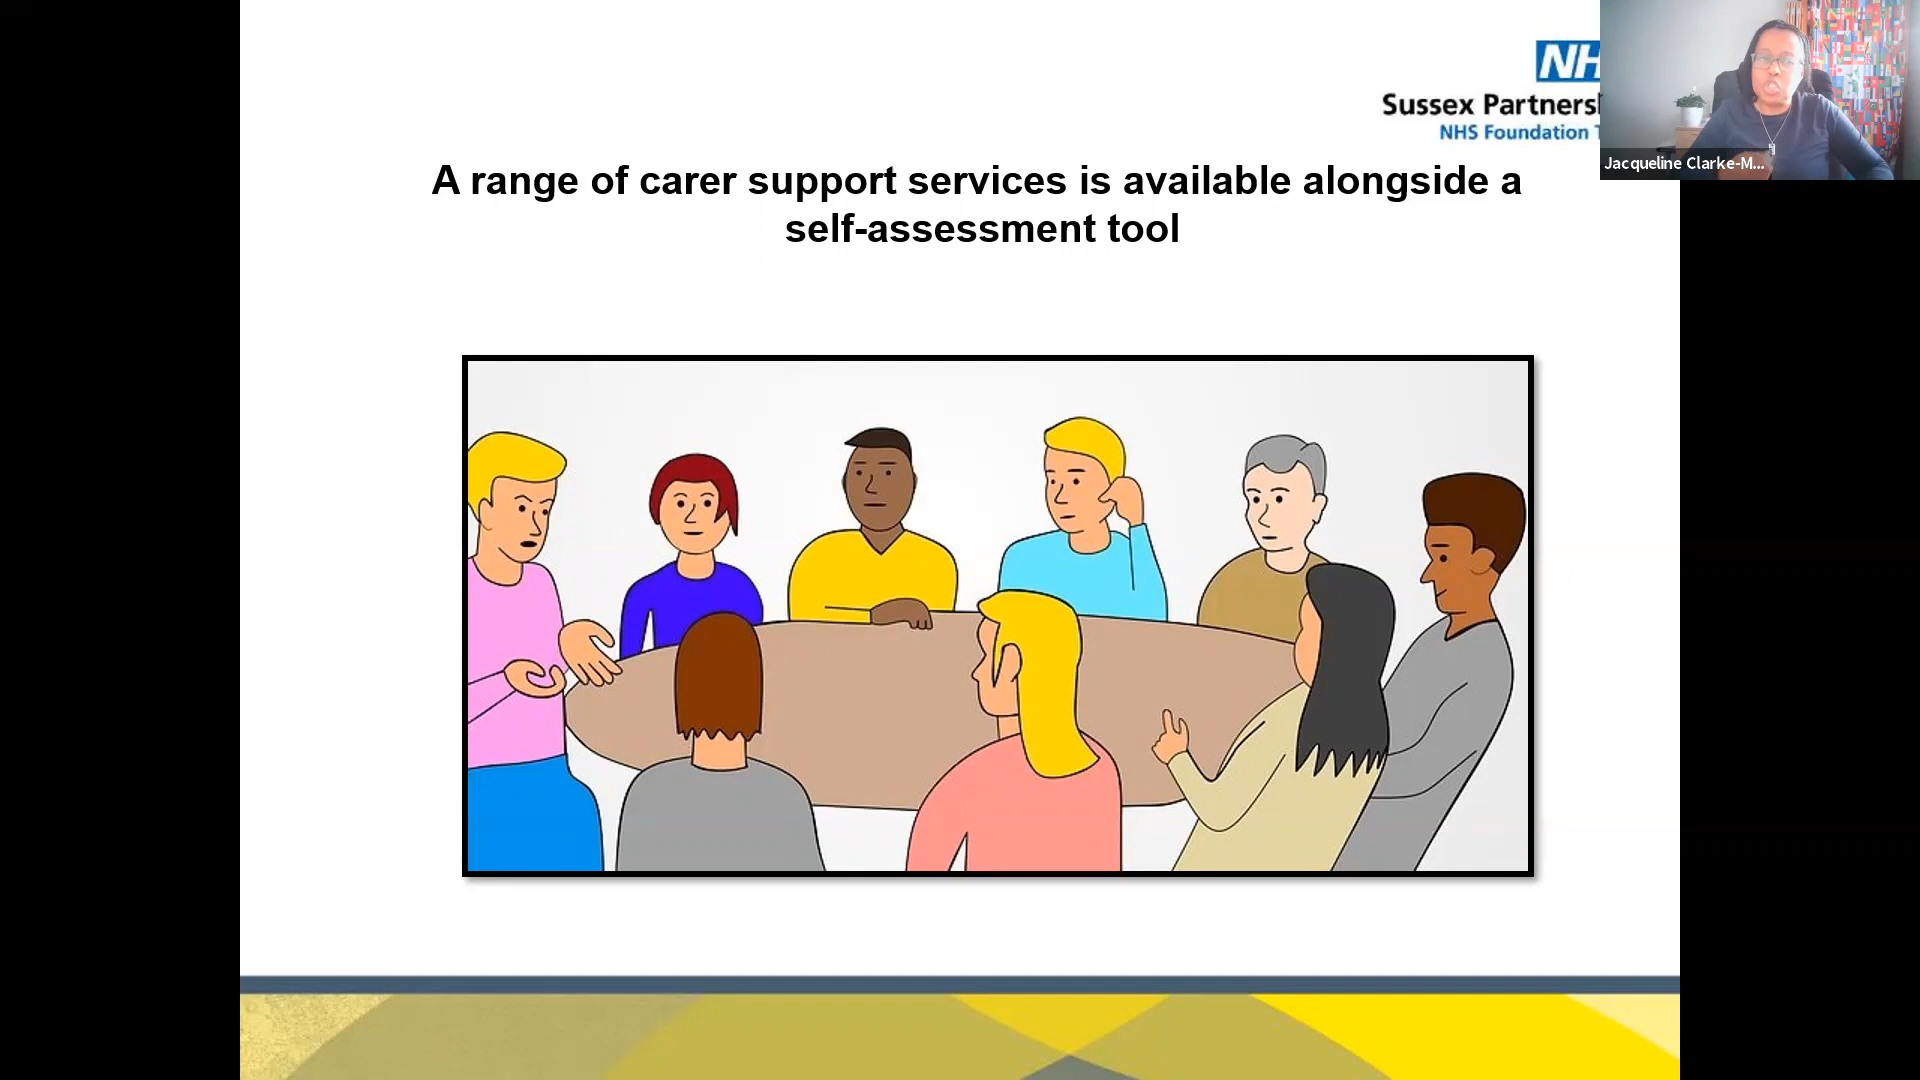 NH
Sussex Partners
NHS Foundation T
Jacqueline Clarke-M...
A range of carer support services is available alongside a
self-assessment tool